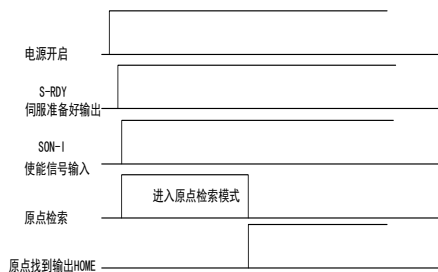 电源开启
S-RDY
伺服准备好输出
SON-I
使能信号输入
进入原点检索模式
原点检索
原点找到输出HOME